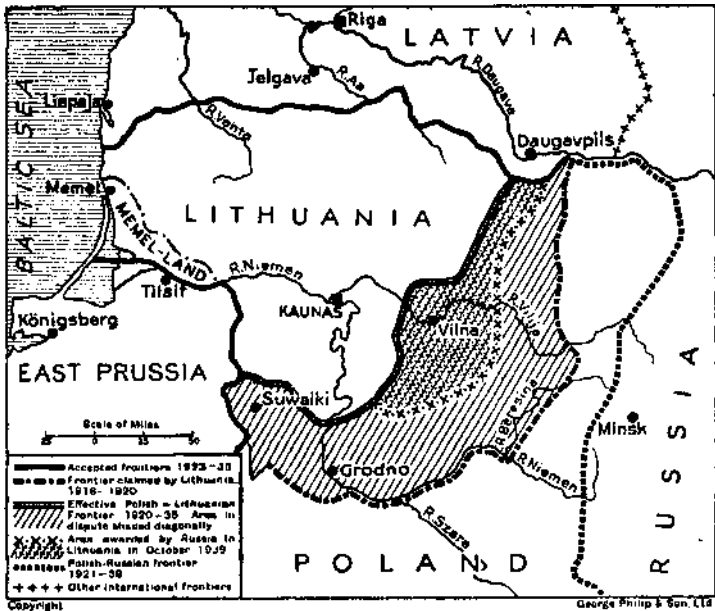 Riga
LATVIA
Jelgava
R.Aa
R.Daugava
Liepaja
R.Venta
Daugavpils
BALTIC SEA
Memel
LITHUANIA
MEMEL-LAND
R.Niemen
Tilsit
KAUNAS
Vilna
R.Vilija
Königsberg
EAST PRUSSIA
Suwalki
R.Beresina
Minsk
RUSSIA
Scale of Miles
25 0 25 50
Grodno
R.Niemen
R.Szara
POLAND
Accepted frontiers 1923-38
Frontier claimed by Lithuania
1918-1920
Effective Polish-Lithuanian
Frontier 1920-38 Area in
dispute shaded diagonally
Area awarded by Russia to
Lithuania in October 1939
Polish-Russian frontier
1921-39
Other international frontiers
Copyright
George Philip & Son, Ltd